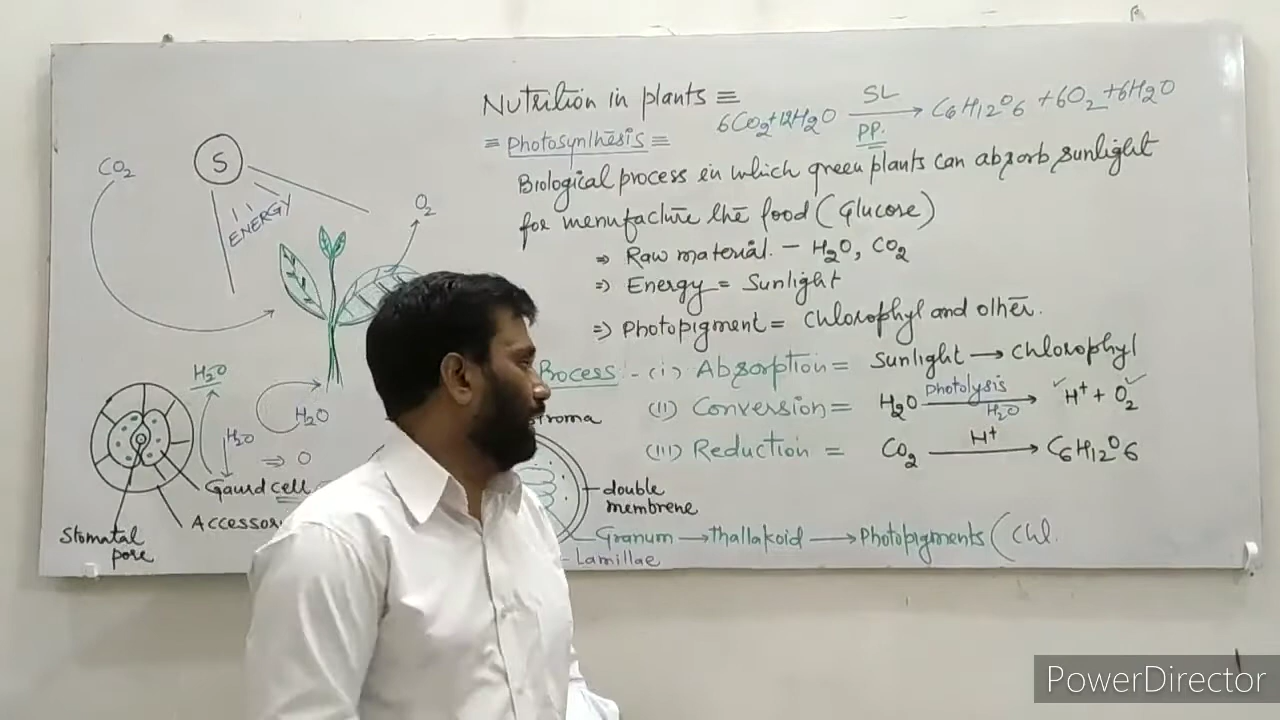 Nutrition in plants ≡
6CO2+12H2O SL PP. → C6H12O6 + 6O2 + 6H2O
= Photosynthesis =
Biological process in which green plants can absorb sunlight
for menufacture the food (Glucose)
⇒ Raw material. - H2O, CO2
⇒ Energy = Sunlight
⇒ Photopigment = Chlorophyl and other.
Process - (i) Absorption = Sunlight → Chlorophyl
(ii) Conversion = H2O photolysis H2O → H+ + O2
(iii) Reduction = CO2 H+ → C6H12O6
CO2
S
ENERGY
O2
H2O
H2O
H2O
⇒ O
Gaurd cell
Stomatal
pore
double
membrene
Granum → Thallakoid → Photopigments (Chl.
- Lamillae
PowerDirector